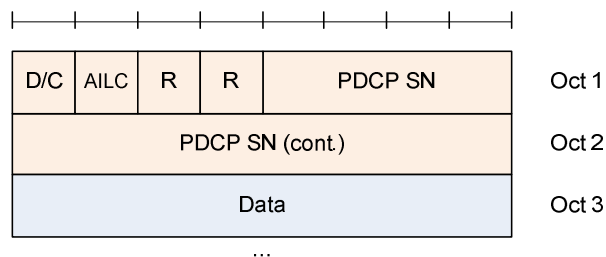 D/C AILC R R PDCP SN Oct 1
PDCP SN (cont.) Oct 2
Data Oct 3
...